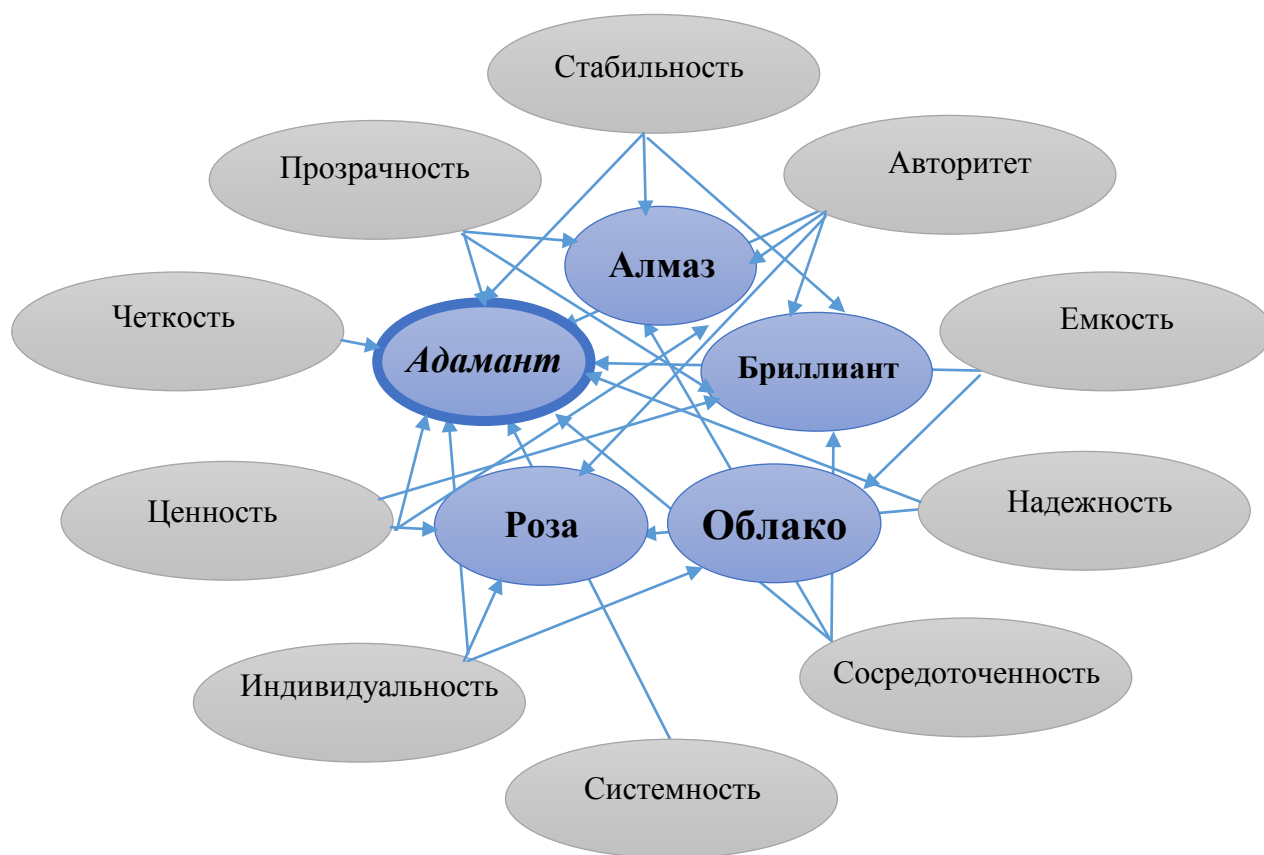 Стабильность
Прозрачность
Авторитет
Алмаз
Четкость
Емкость
Адамант
Бриллиант
Ценность
Роза
Облако
Надежность
Индивидуальность
Сосредоточенность
Системность